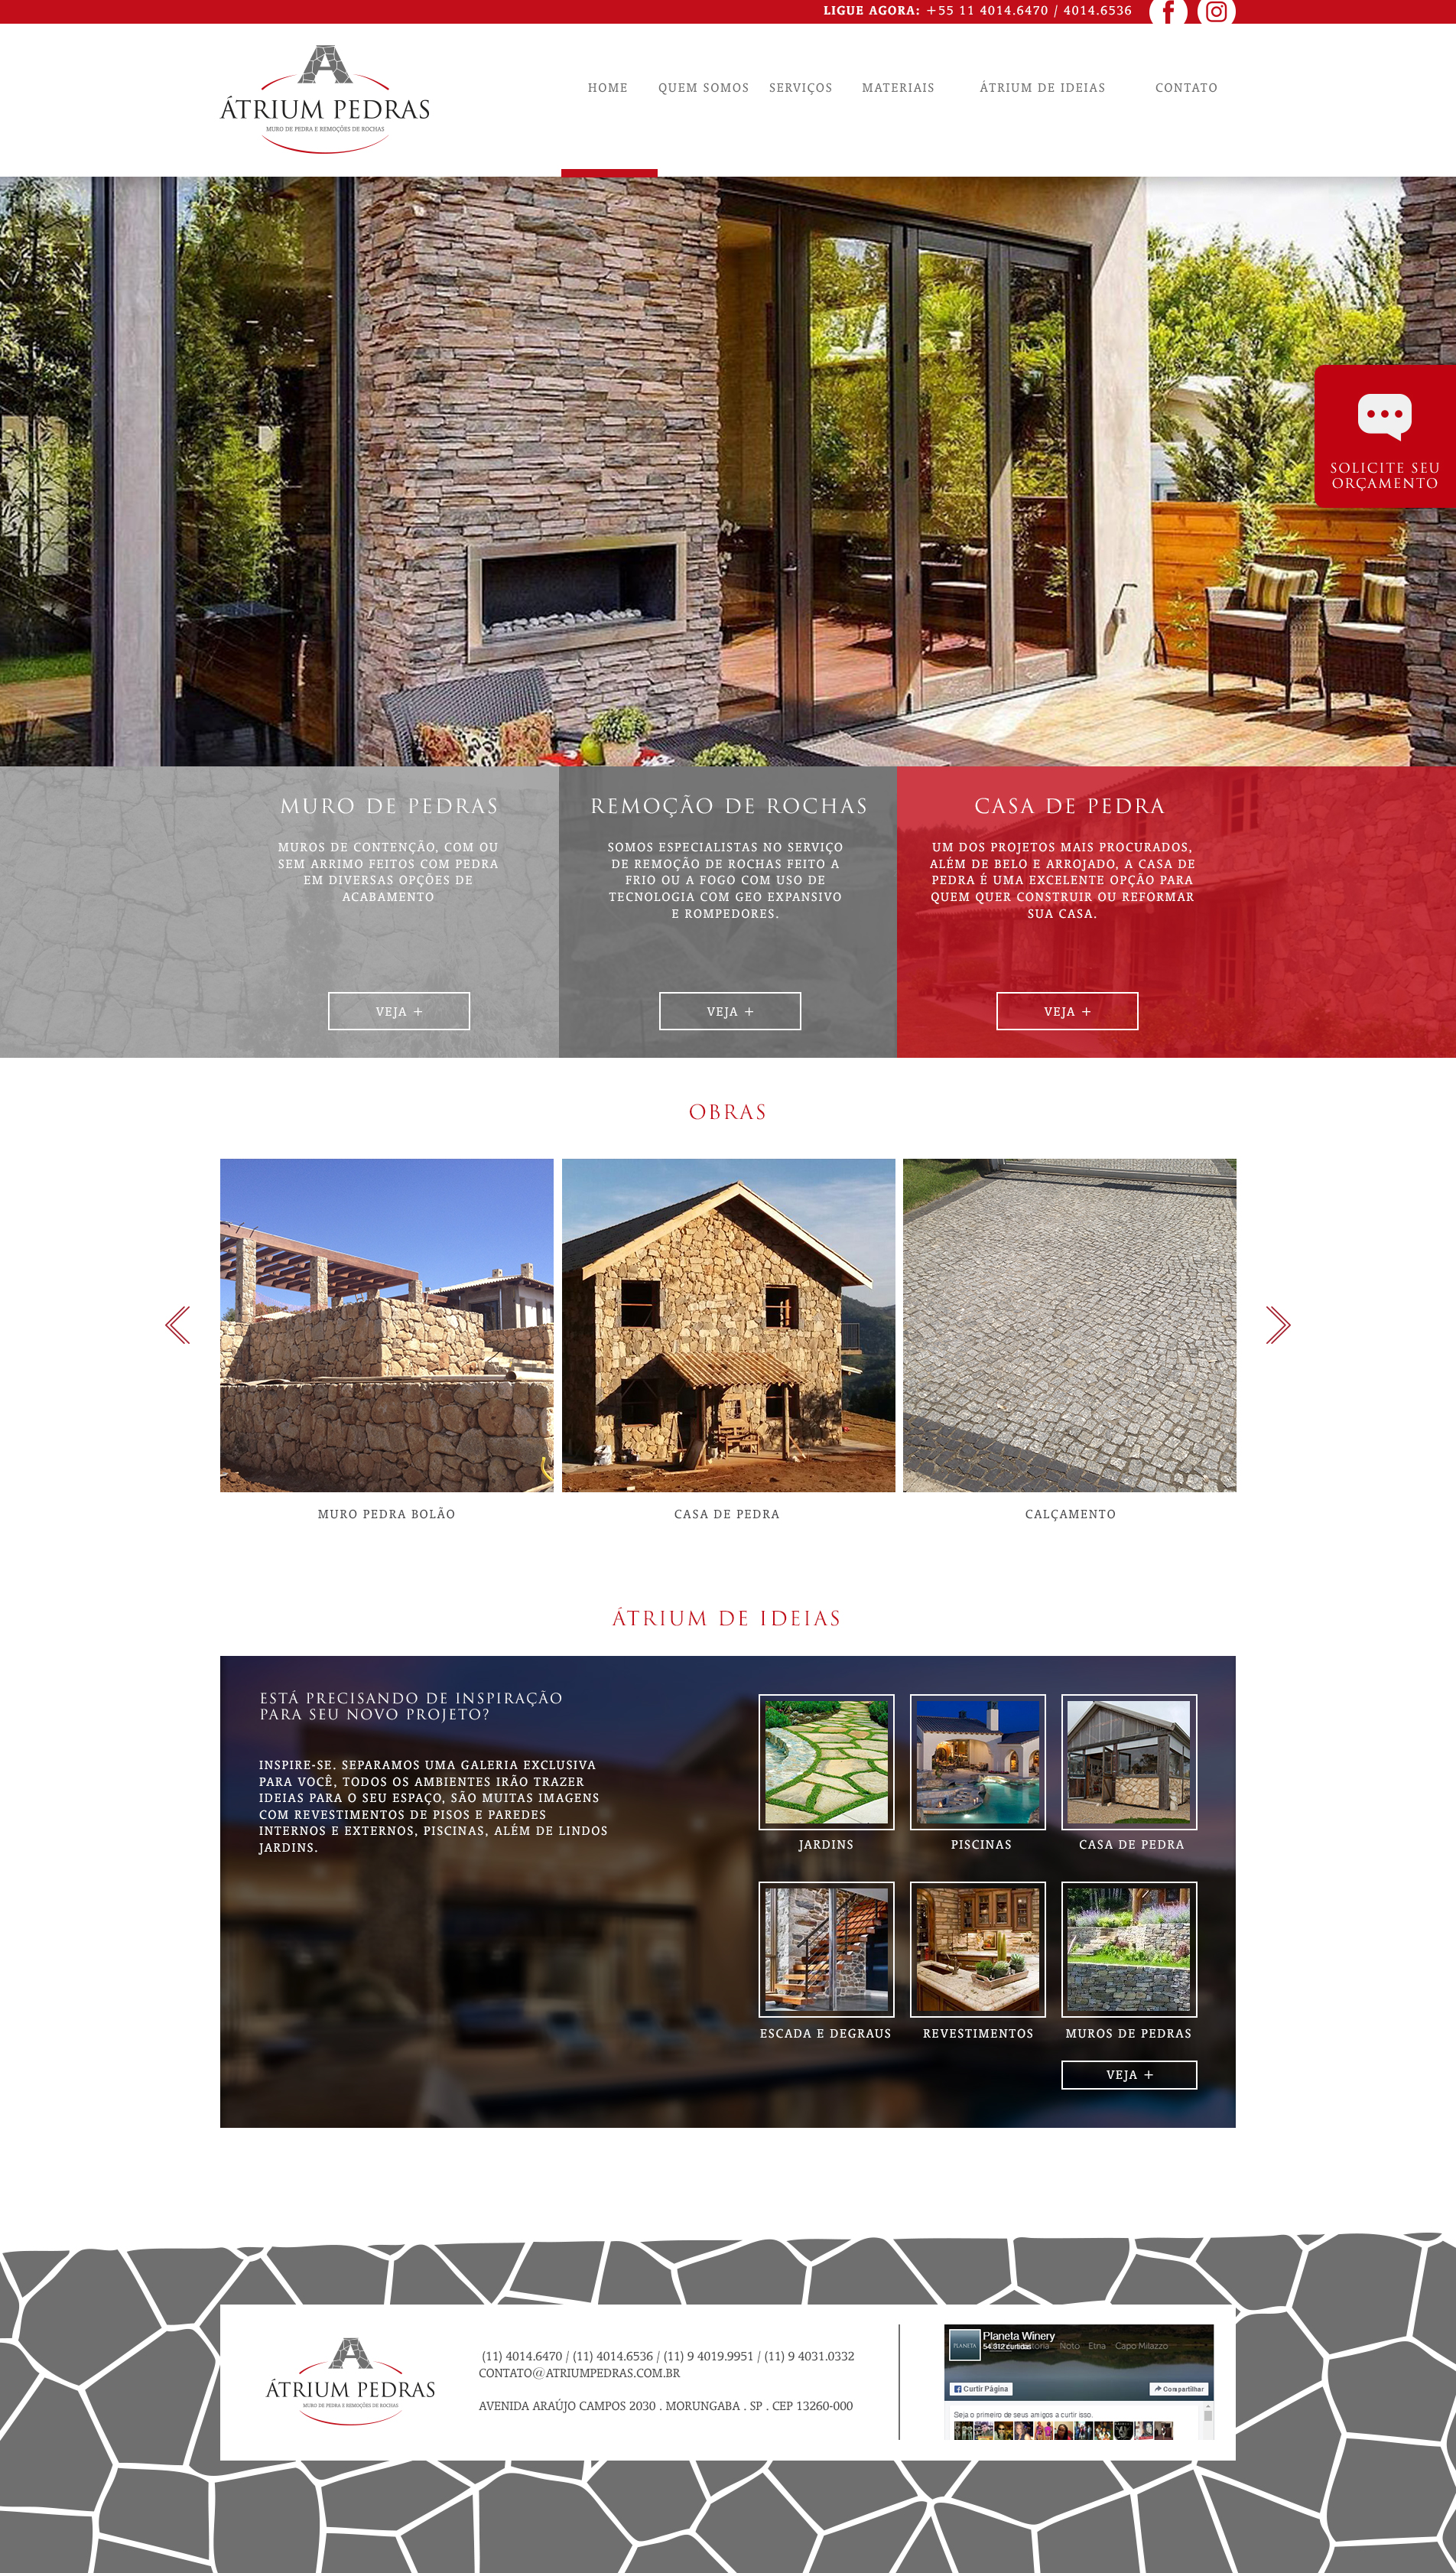 LIGUE AGORA: +55 11 4014.6470 / 4014.6536
ÁTRIUM PEDRAS
MURO DE PEDRA E REMOÇÕES DE ROCHAS
HOME QUEM SOMOS SERVIÇOS MATERIAIS ÁTRIUM DE IDEIAS CONTATO
SOLICITE SEU
ORÇAMENTO
MURO DE PEDRAS
MUROS DE CONTENÇÃO, COM OU
SEM ARRIMO FEITOS COM PEDRA
EM DIVERSAS OPÇÕES DE
ACABAMENTO
VEJA +
REMOÇÃO DE ROCHAS
SOMOS ESPECIALISTAS NO SERVIÇO
DE REMOÇÃO DE ROCHAS FEITO A
FRIO OU A FOGO COM USO DE
TECNOLOGIA COM GEO EXPANSIVO
E ROMPEDORES.
VEJA +
CASA DE PEDRA
UM DOS PROJETOS MAIS PROCURADOS,
ALÉM DE BELO E ARROJADO, A CASA DE
PEDRA É UMA EXCELENTE OPÇÃO PARA
QUEM QUER CONSTRUIR OU REFORMAR
SUA CASA.
VEJA +
OBRAS
MURO PEDRA BOLÃO
CASA DE PEDRA
CALÇAMENTO
ÁTRIUM DE IDEIAS
ESTÁ PRECISANDO DE INSPIRAÇÃO
PARA SEU NOVO PROJETO?
INSPIRE-SE. SEPARAMOS UMA GALERIA EXCLUSIVA
PARA VOCÊ, TODOS OS AMBIENTES IRÃO TRAZER
IDEIAS PARA O SEU ESPAÇO, SÃO MUITAS IMAGENS
COM REVESTIMENTOS DE PISOS E PAREDES
INTERNOS E EXTERNOS, PISCINAS, ALÉM DE LINDOS
JARDINS.
JARDINS
PISCINAS
CASA DE PEDRA
ESCADA E DEGRAUS
REVESTIMENTOS
MUROS DE PEDRAS
VEJA +
ÁTRIUM PEDRAS
MURO DE PEDRA E REMOÇÕES DE ROCHAS
(11) 4014.6470 / (11) 4014.6536 / (11) 9 4019.9951 / (11) 9 4031.0332
CONTATO@ATRIUMPEDRAS.COM.BR
AVENIDA ARAÚJO CAMPOS 2030 . MORUNGABA . SP . CEP 13260-000
PLANETA
Planeta Winery
54.312 curtidas
Noto Etna Capo Milazzo
Curtir Página
Compartilhar
Seja o primeiro de seus amigos a curtir isso.